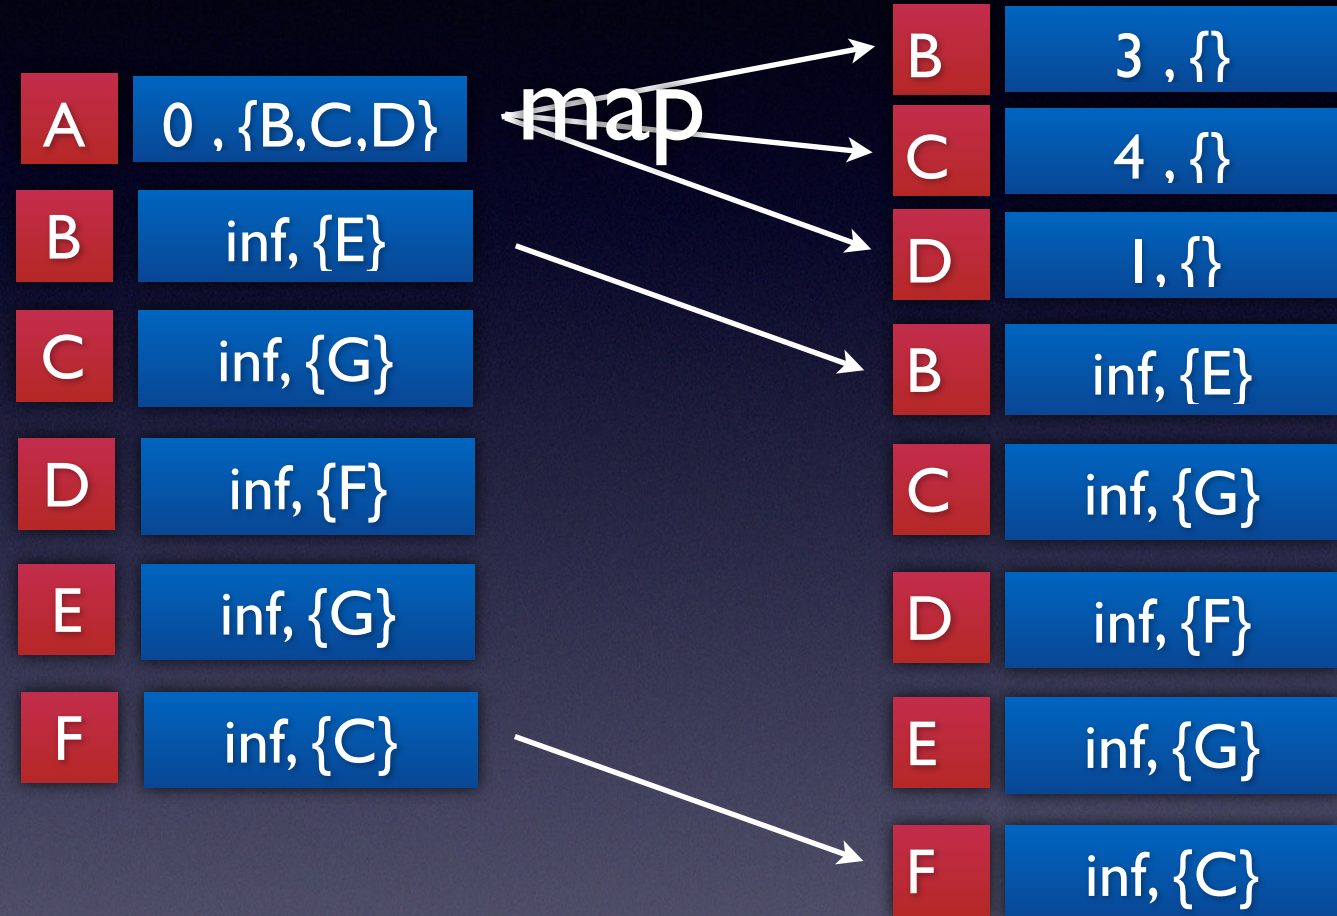 A 0 , {B,C,D}
B inf, {E}
C inf, {G}
D inf, {F}
E inf, {G}
F inf, {C}
map
B 3 , {}
C 4 , {}
D 1, {}
B inf, {E}
C inf, {G}
D inf, {F}
E inf, {G}
F inf, {C}